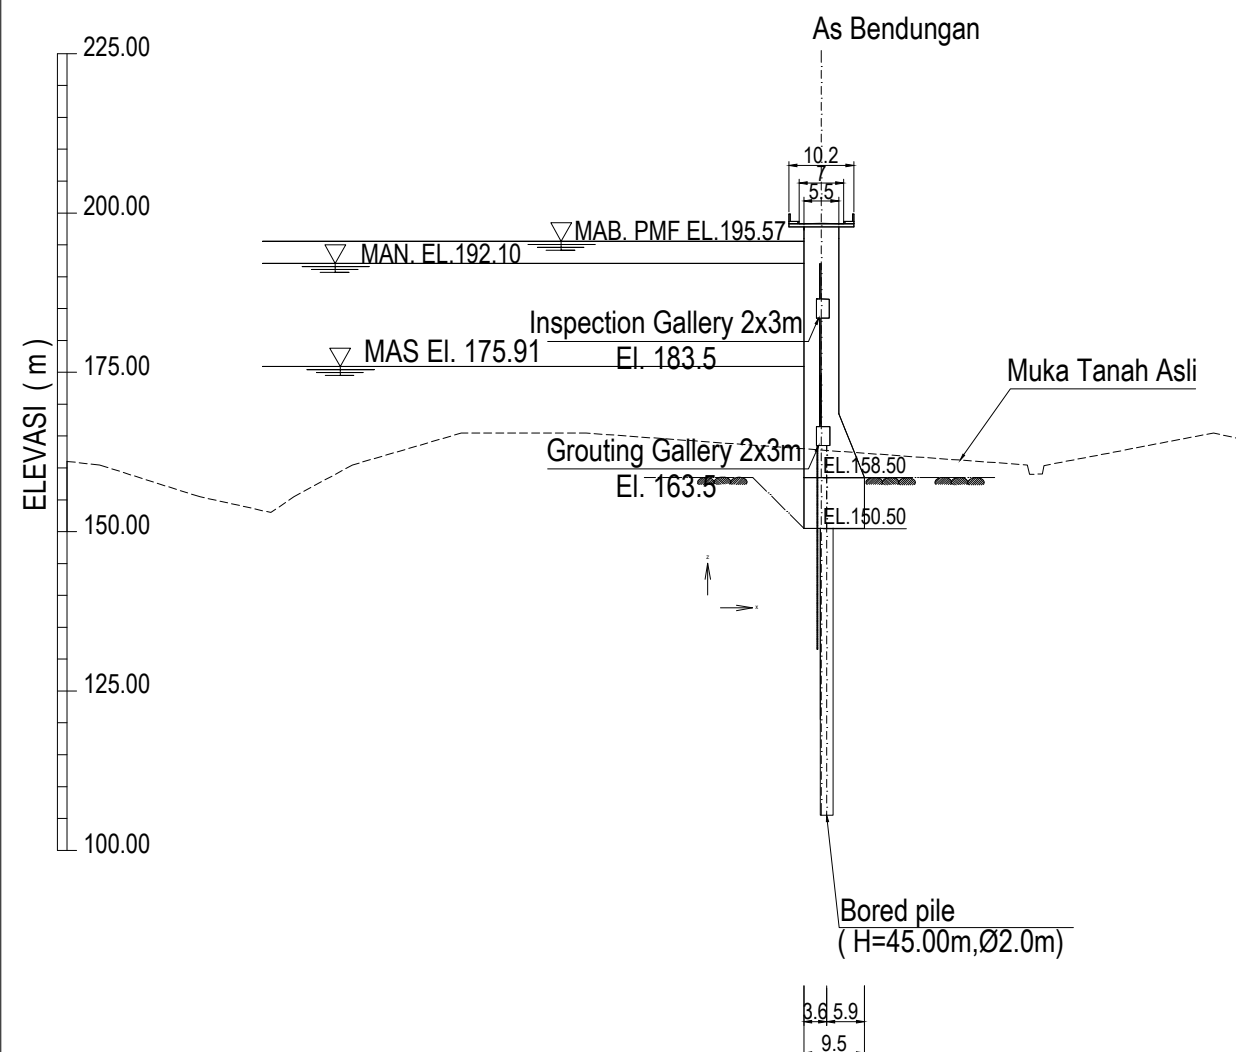 As Bendungan
225.00
10.2
7
5.5
200.00
MAB. PMF EL.195.57
MAN. EL.192.10
Inspection Gallery 2x3m
El. 183.5
MAS El. 175.91
175.00
Muka Tanah Asli
ELEVASI ( m )
Grouting Gallery 2x3m
El. 163.5
EL.158.50
EL.150.50
150.00
z
x
125.00
100.00
Bored pile
( H=45.00m,Ø2.0m)
3.6 5.9
9.5